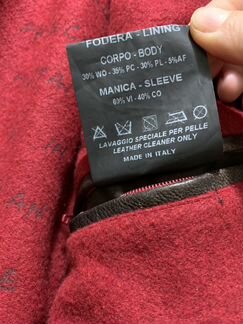 FODERA - LINING
CORPO - BODY
30% WO - 35% PC - 30% PL - 5% AF
MANICA - SLEEVE
60% VI - 40% CO
LAVAGGIO SPECIALE PER PELLE
LEATHER CLEANER ONLY
MADE IN ITALY